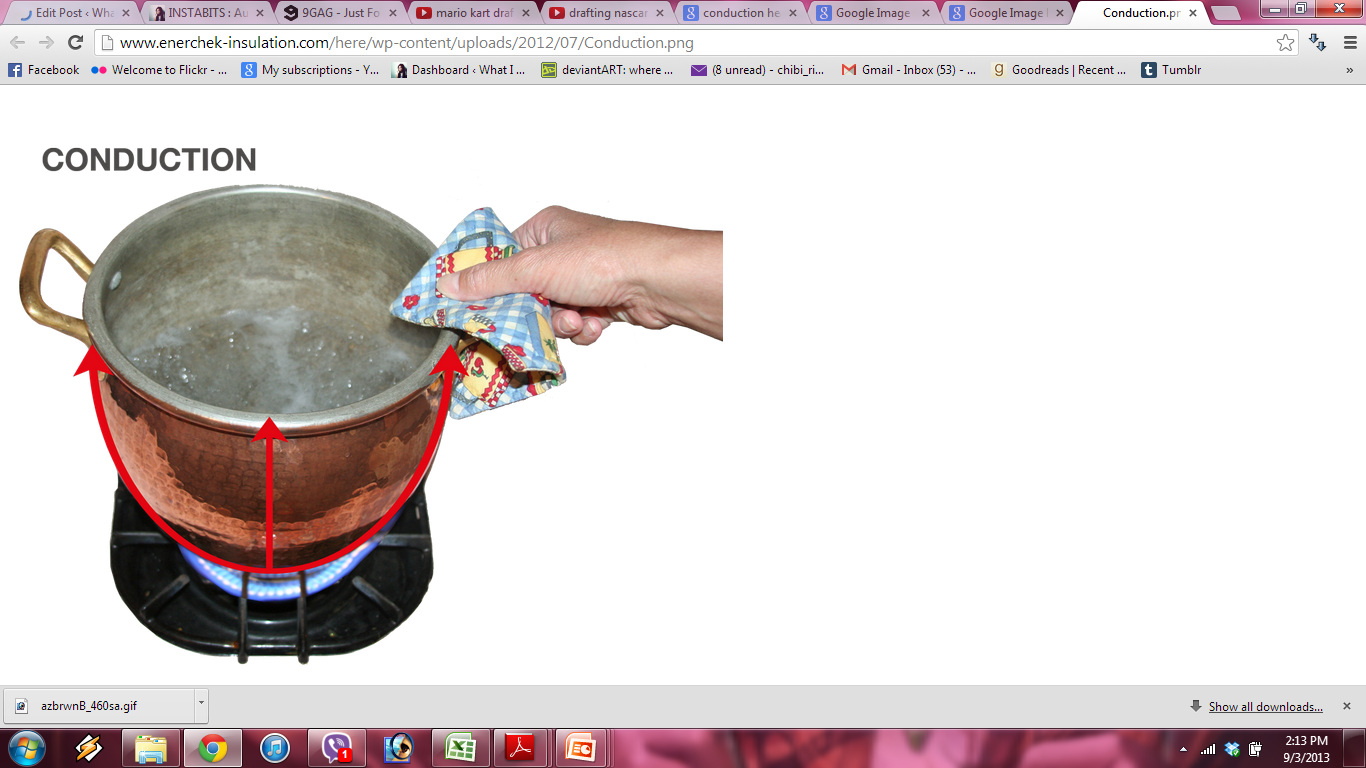 Edit Post ‹ Wha
INSTABITS : Au
9GAG - Just Fo
mario kart draf
drafting nascar
conduction he
Google Image
Google Image
Conduction.pr
www.enerchek-insulation.com/here/wp-content/uploads/2012/07/Conduction.png
Facebook
Welcome to Flickr - ...
My subscriptions - Y...
Dashboard ‹ What I ...
deviantART: where ...
(8 unread) - chibi_ri...
Gmail - Inbox (53) - ...
Goodreads | Recent ...
Tumblr
»
CONDUCTION
azbrwnB_460sa.gif
Show all downloads...
1
2:13 PM
9/3/2013